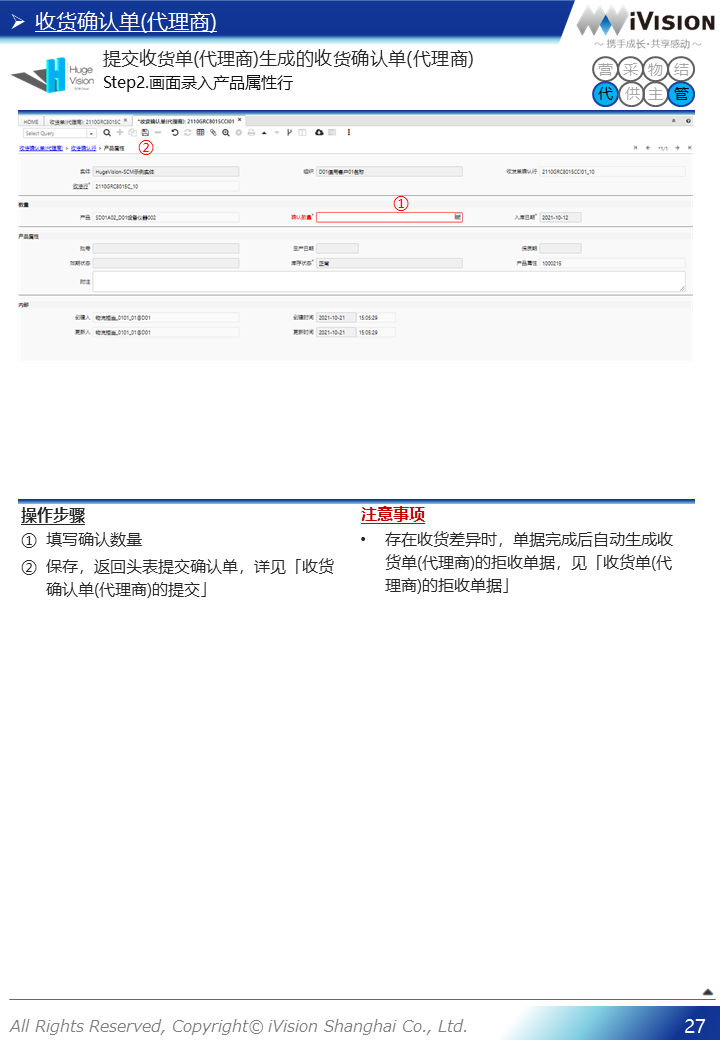 收货确认单(代理商)
iVision
～ 携手成长·共享感动 ～
Huge
Vision
提交收货单(代理商)生成的收货确认单(代理商)
Step2.画面录入产品属性行
营 采 物 结
代 供 主 管
HOME 收货单(代理商): 2110GRC8015C *收货确认单(代理商): 2110GRC8015CCI01
Select Query
②
收货确认单(代理商) > 收货确认行 > 产品属性 *1/1
实体 HugeVision-SCM示例实体 组织 D01信用客户01名称 收货单确认行 2110GRC8015CCI01_10
收货行* 2110GRC8015C_10
数量
①
产品 SD01A02_D01设备仪器002 确认数量* 入库日期* 2021-10-12
产品属性
批号 生产日期 保质期
效期状态 库存状态* 正常 产品属性 1000215
附注
内部
创建人 物流担当_0101_01@D01 创建时间 2021-10-21 15:05:29
更新人 物流担当_0101_01@D01 更新时间 2021-10-21 15:05:29
操作步骤
① 填写确认数量
② 保存，返回头表提交确认单，详见「收货
确认单(代理商)的提交」
注意事项
• 存在收货差异时，单据完成后自动生成收
货单(代理商)的拒收单据，见「收货单(代
理商)的拒收单据」
All Rights Reserved, Copyright© iVision Shanghai Co., Ltd.
27